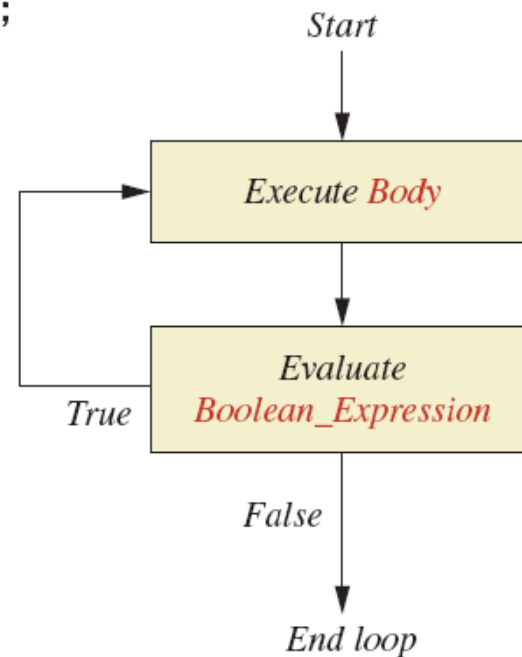 ;
Start
Execute Body
Evaluate
Boolean_Expression
True
False
End loop